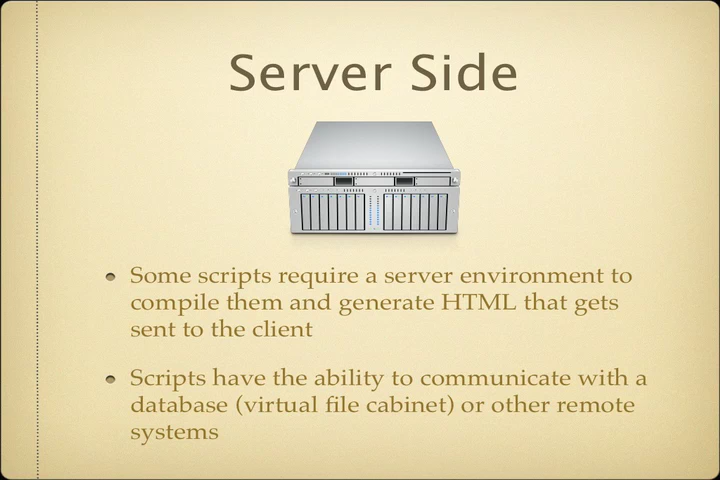 Server Side
Some scripts require a server environment to
compile them and generate HTML that gets
sent to the client
Scripts have the ability to communicate with a
database (virtual file cabinet) or other remote
systems